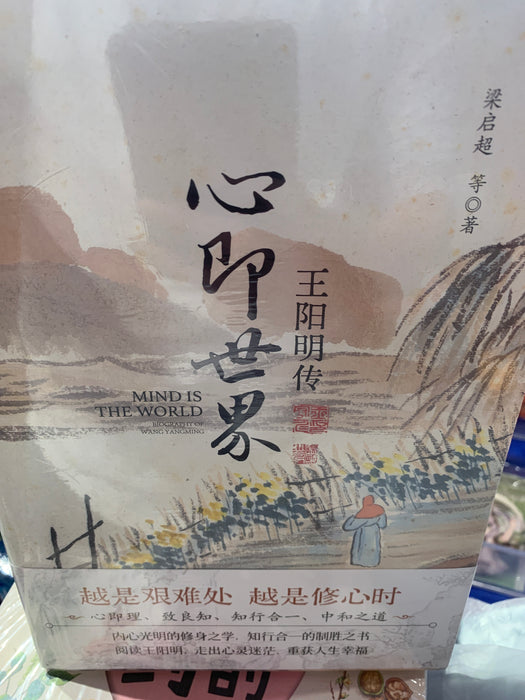 梁启超 等◎著
心即世界
王阳明传
MIND IS
THE WORLD
BIOGRAPHY OF
WANG YANGMING
越是艰难处 越是修心时
心即理、致良知、知行合一、中和之道
内心光明的修身之学，知行合一的制胜之书
阅读王阳明，走出心灵迷茫，重获人生幸福